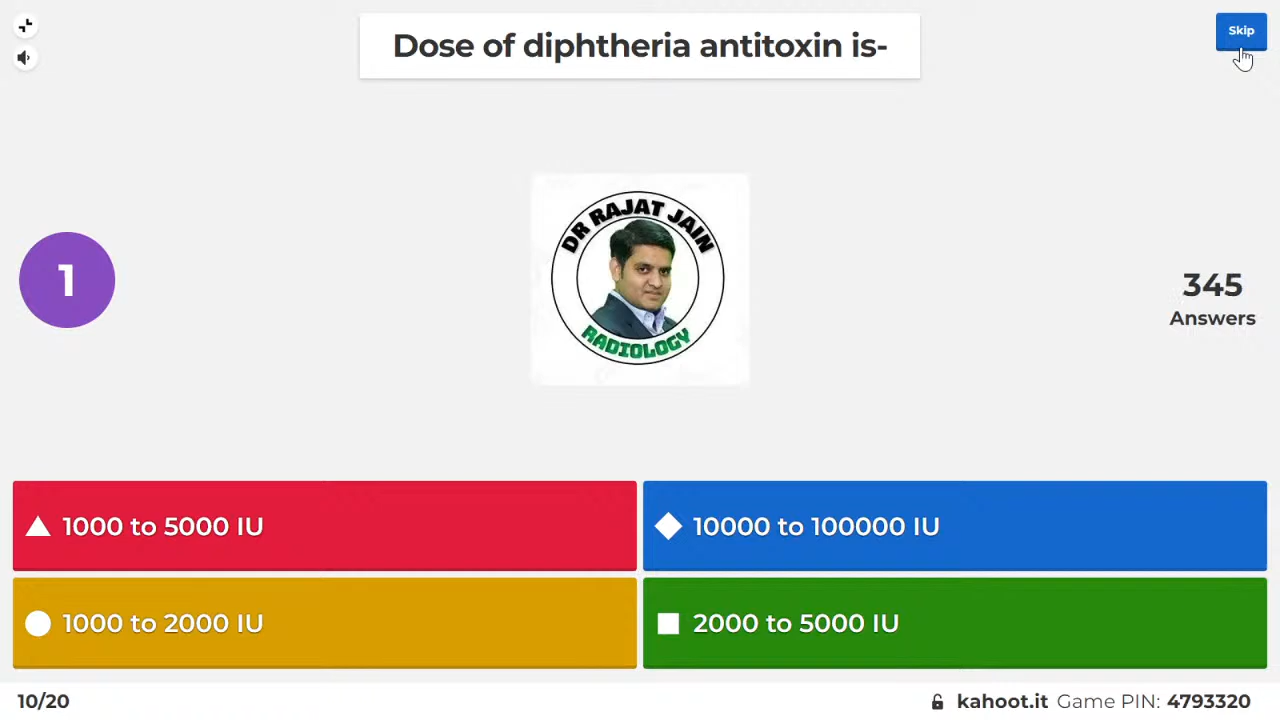 Dose of diphtheria antitoxin is-
Skip
DR RAJAT JAIN
RADIOLOGY
1
345
Answers
1000 to 5000 IU
10000 to 100000 IU
1000 to 2000 IU
2000 to 5000 IU
10/20
kahoot.it Game PIN: 4793320